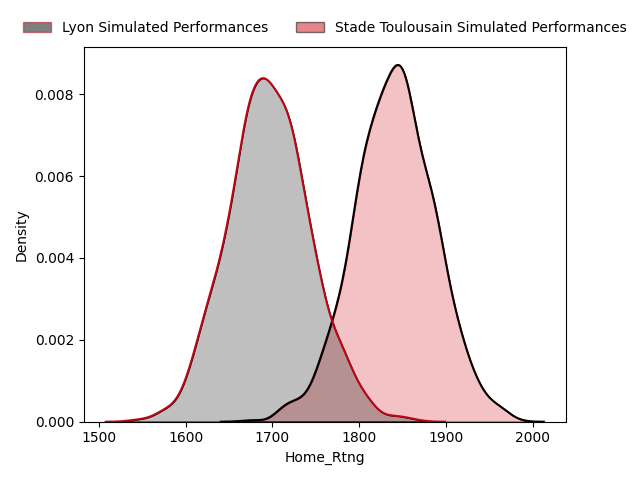 Lyon Simulated Performances
Stade Toulousain Simulated Performances
0.008
0.006
0.004
0.002
0.000
Density
1500 1600 1700 1800 1900 2000
Home_Rtng